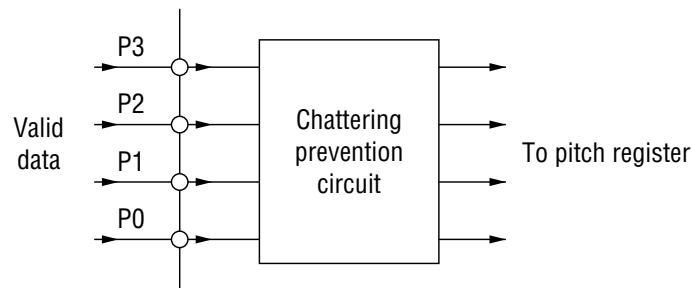 P3
P2
Valid
data
P1
P0
Chattering
prevention
circuit
To pitch register